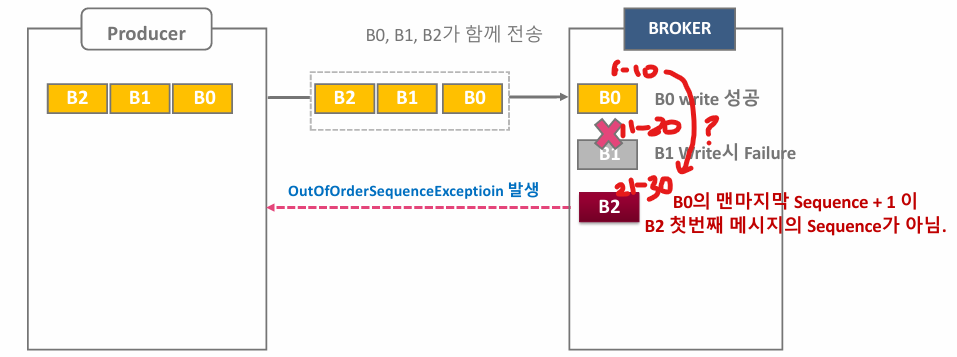 Producer
B0, B1, B2가 함께 전송
BROKER
1-10
B2 B1 B0
B2 B1 B0
B0
B0 write 성공
11-20
?
B1
B1 Write시 Failure
OutOfOrderSequenceExceptioin 발생
21-30
B2
B0의 맨마지막 Sequence + 1 이
B2 첫번째 메시지의 Sequence가 아님.